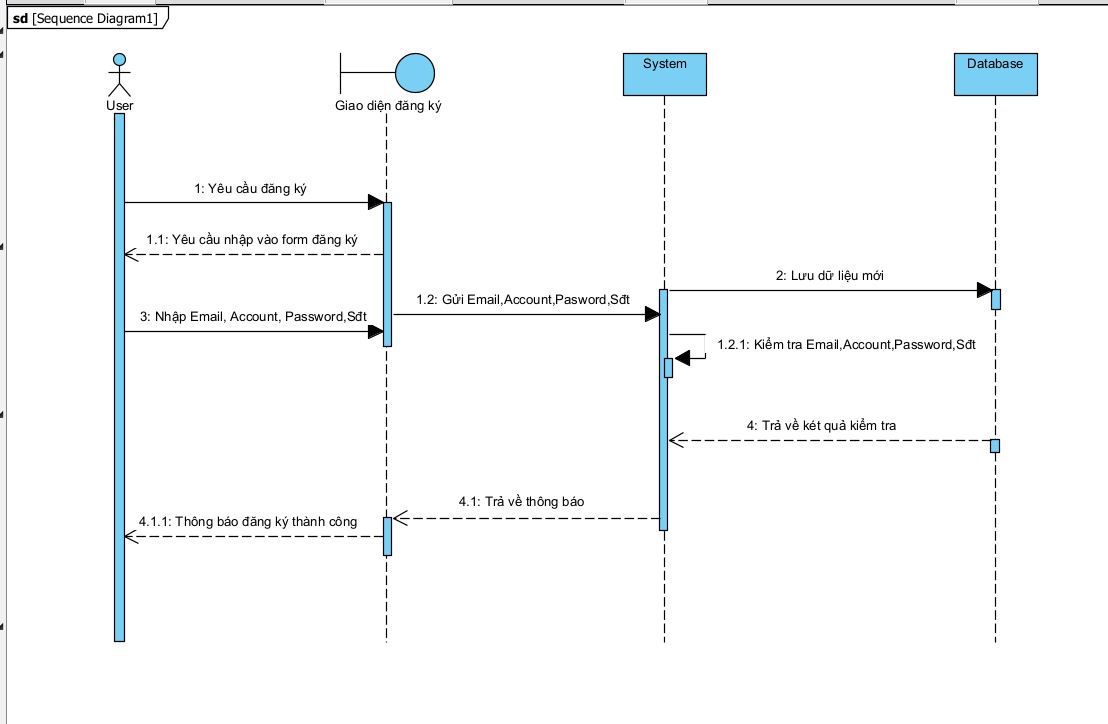 sd [Sequence Diagram1]
User
Giao diện đăng ký
System
Database
1: Yêu cầu đăng ký
1.1: Yêu cầu nhập vào form đăng ký
2: Lưu dữ liệu mới
1.2: Gửi Email,Account,Pasword,Sđt
3: Nhập Email, Account, Password,Sđt
1.2.1: Kiểm tra Email,Account,Password,Sđt
4: Trả về két quả kiểm tra
4.1: Trả về thông báo
4.1.1: Thông báo đăng ký thành công